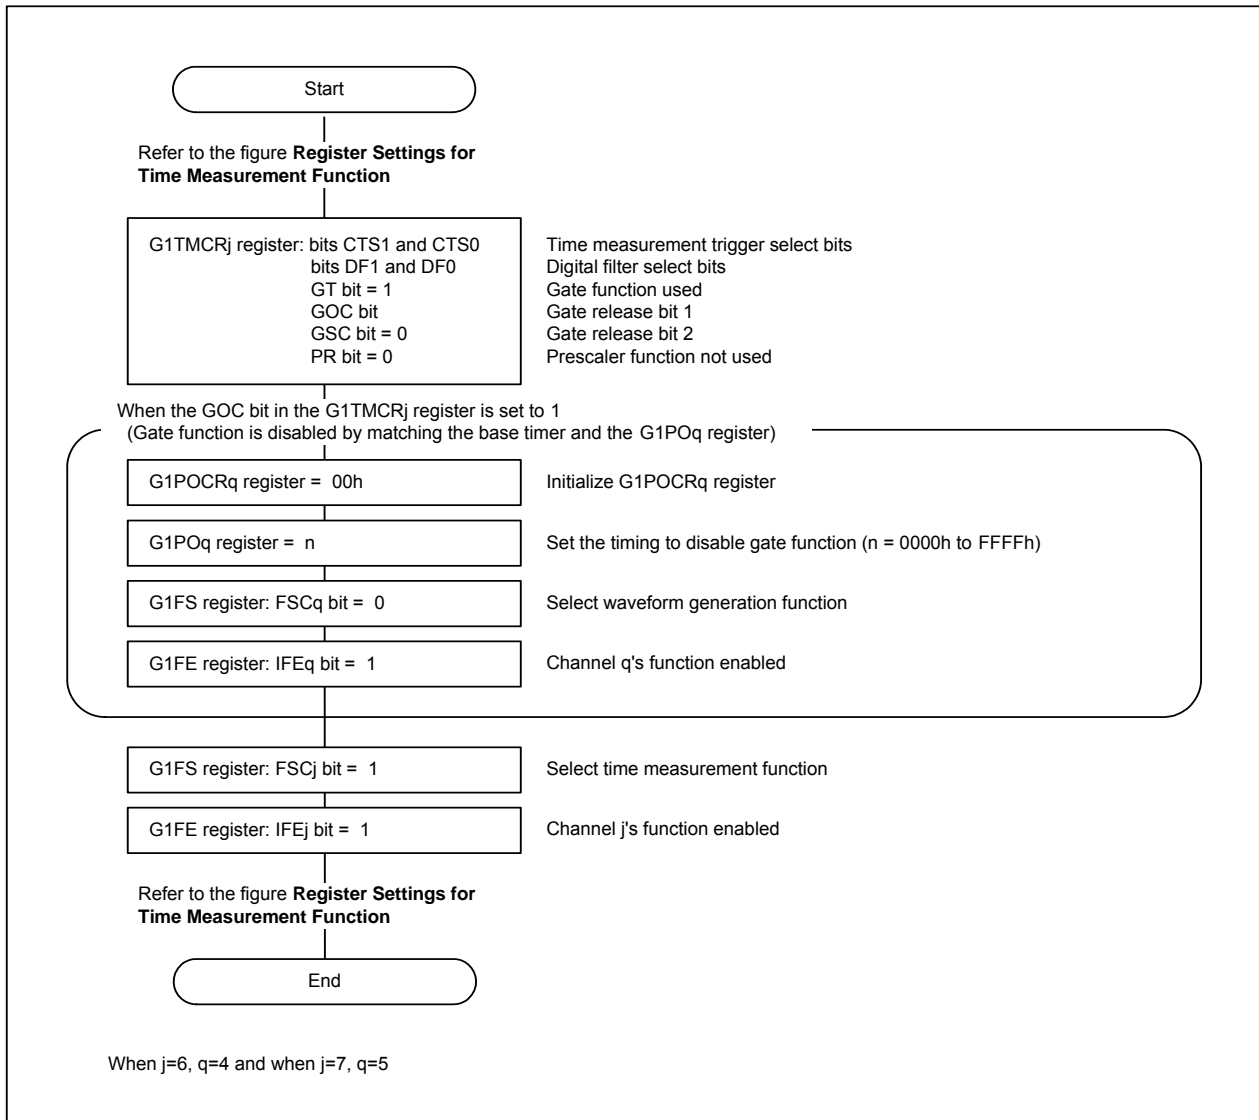 Start
Refer to the figure Register Settings for
Time Measurement Function
G1TMCRj register: bits CTS1 and CTS0 Time measurement trigger select bits
bits DF1 and DF0 Digital filter select bits
GT bit = 1 Gate function used
GOC bit Gate release bit 1
GSC bit = 0 Gate release bit 2
PR bit = 0 Prescaler function not used
When the GOC bit in the G1TMCRj register is set to 1
(Gate function is disabled by matching the base timer and the G1POq register)
G1POCRq register = 00h Initialize G1POCRq register
G1POq register = n Set the timing to disable gate function (n = 0000h to FFFFh)
G1FS register: FSCq bit = 0 Select waveform generation function
G1FE register: IFEq bit = 1 Channel q's function enabled
G1FS register: FSCj bit = 1 Select time measurement function
G1FE register: IFEj bit = 1 Channel j's function enabled
Refer to the figure Register Settings for
Time Measurement Function
End
When j=6, q=4 and when j=7, q=5